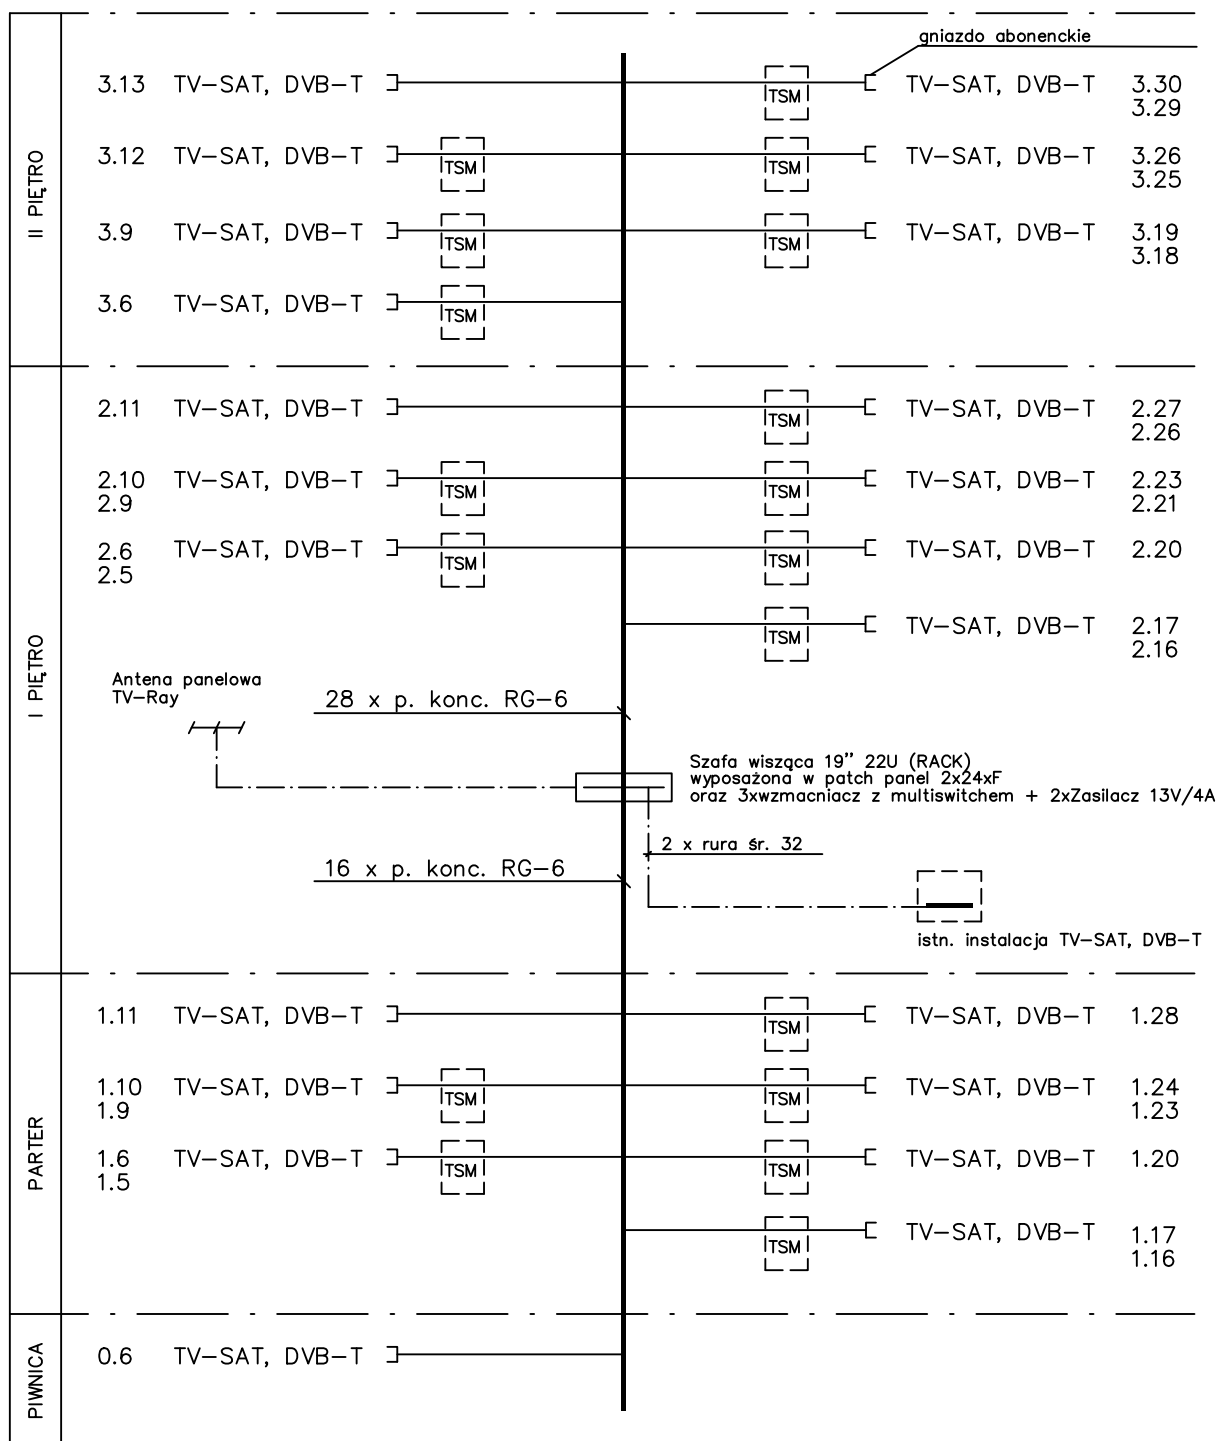 gniazdo abonenckie
II PIĘTRO
3.13 TV-SAT, DVB-T TSM TV-SAT, DVB-T 3.30
3.29
3.12 TV-SAT, DVB-T TSM TSM TV-SAT, DVB-T 3.26
3.25
3.9 TV-SAT, DVB-T TSM TSM TV-SAT, DVB-T 3.19
3.18
3.6 TV-SAT, DVB-T TSM
I PIĘTRO
2.11 TV-SAT, DVB-T TSM TV-SAT, DVB-T 2.27
2.26
2.10 TV-SAT, DVB-T TSM TSM TV-SAT, DVB-T 2.23
2.9 2.21
2.6 TV-SAT, DVB-T TSM TSM TV-SAT, DVB-T 2.20
2.5
TSM TV-SAT, DVB-T 2.17
2.16
Antena panelowa
TV-Ray
28 x p. konc. RG-6
Szafa wisząca 19" 22U (RACK)
wyposażona w patch panel 2x24xF
oraz 3xwzmacniacz z multiswitchem + 2xZasilacz 13V/4A
2 x rura śr. 32
16 x p. konc. RG-6
istn. instalacja TV-SAT, DVB-T
PARTER
1.11 TV-SAT, DVB-T TSM TV-SAT, DVB-T 1.28
1.10 TV-SAT, DVB-T TSM TSM TV-SAT, DVB-T 1.24
1.9 1.23
1.6 TV-SAT, DVB-T TSM TSM TV-SAT, DVB-T 1.20
1.5
TSM TV-SAT, DVB-T 1.17
1.16
PIWNICA
0.6 TV-SAT, DVB-T